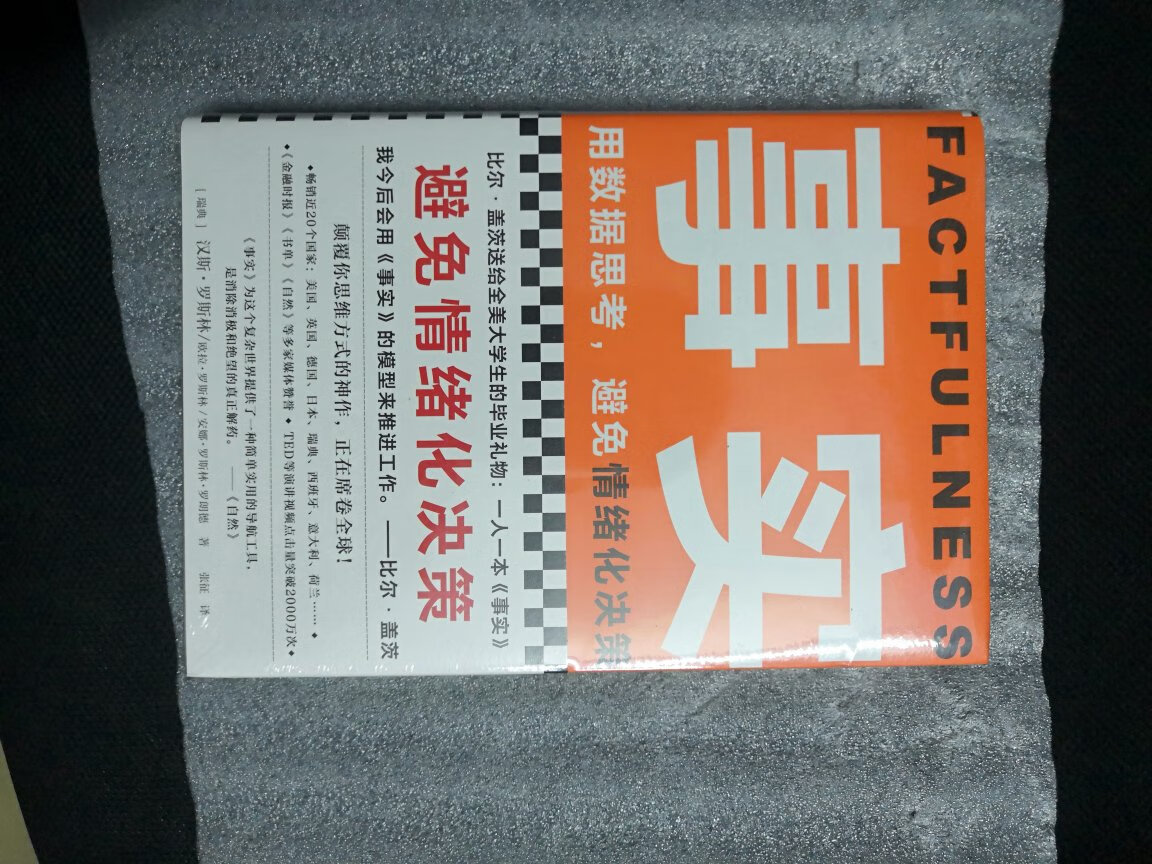 FACTFULNESS
事实
用数据思考，避免情绪化决策
比尔·盖茨送给全美大学生的毕业礼物：一人一本《事实》
避免情绪化决策
我今后会用《事实》的模型来推进工作。——比尔·盖茨
颠覆你思维方式的神作，正在席卷全球！
◆畅销近20个国家：美国、英国、德国、日本、瑞典、西班牙、意大利、荷兰……◆
◆《金融时报》《书单》《自然》等多家媒体赞誉◆TED等演讲视频点击量突破2000万次◆
《事实》为这个复杂世界提供了一种简单实用的导航工具，
是消除消极和绝望的真正解药。——《自然》
［瑞典］汉斯·罗斯林/欧拉·罗斯林/安娜·罗斯林·罗朗德 著 张征 译